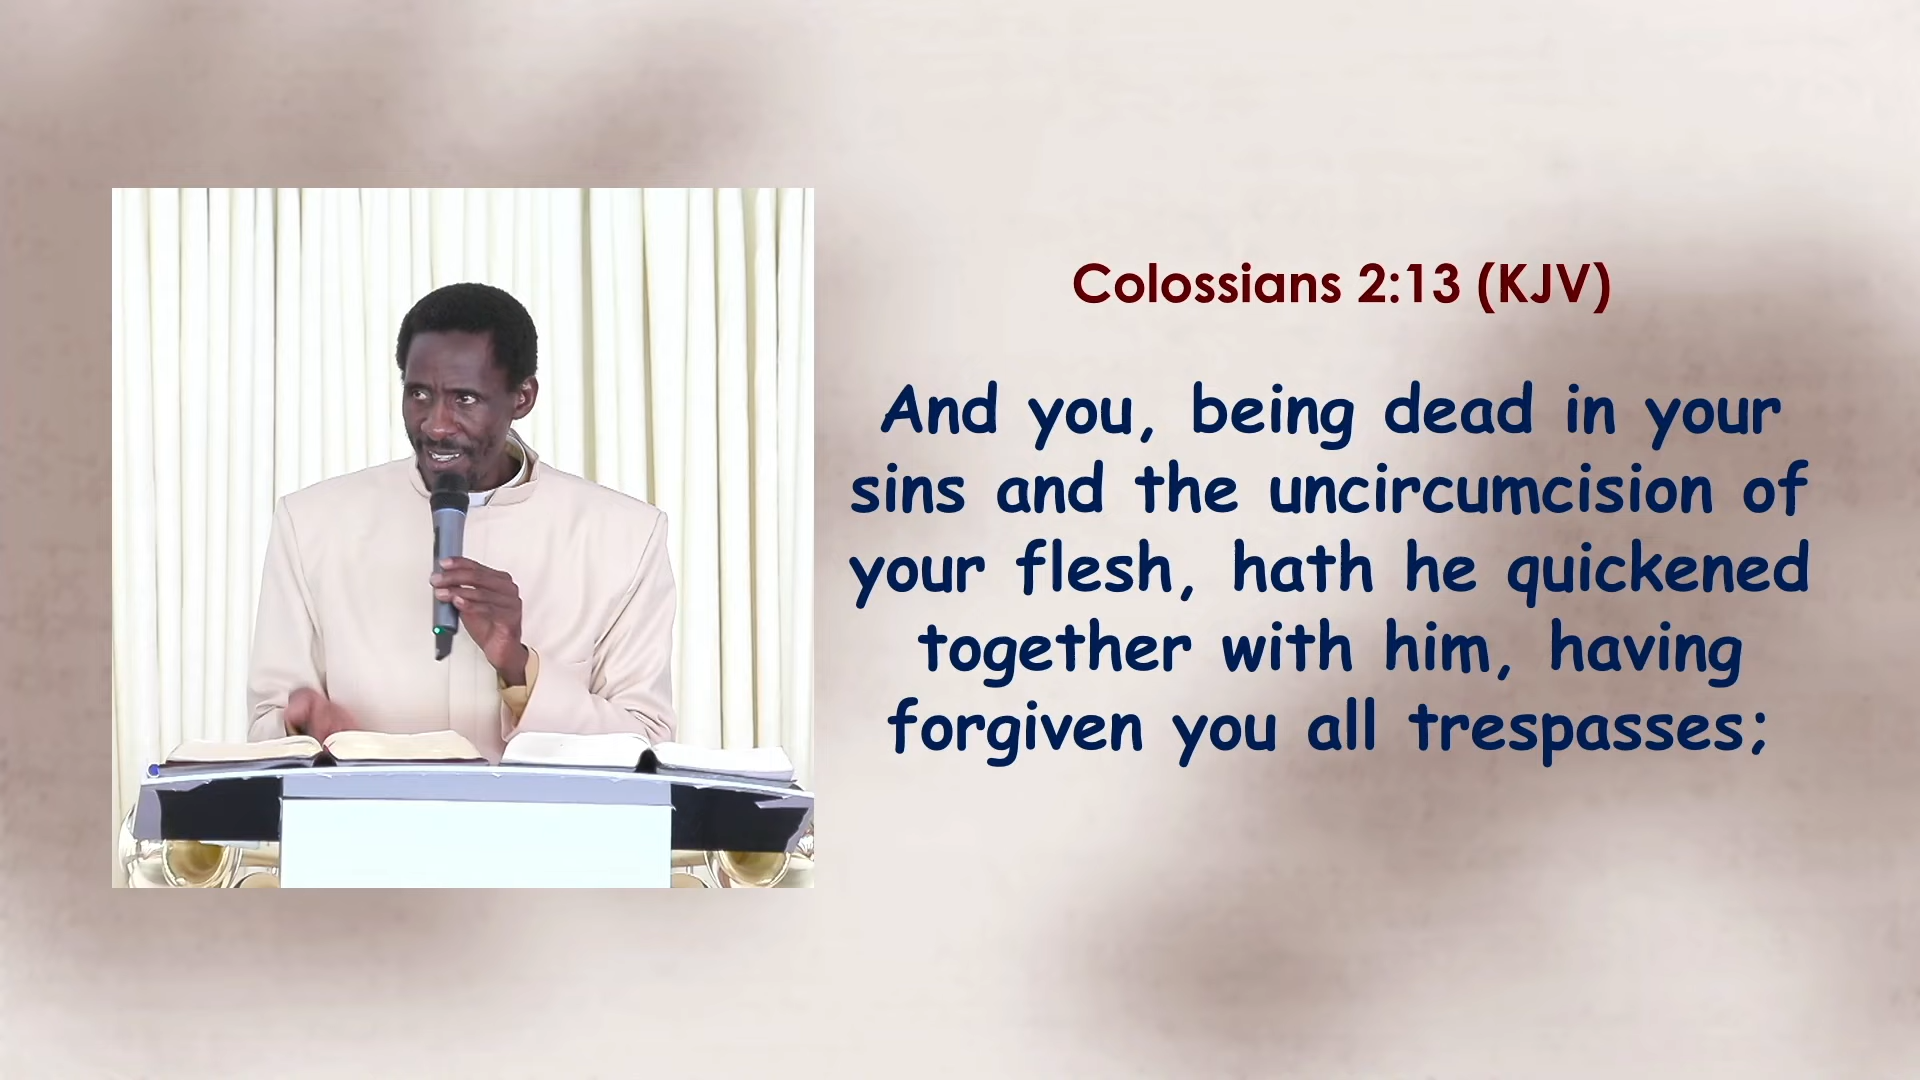 Colossians 2:13 (KJV)
And you, being dead in your
sins and the uncircumcision of
your flesh, hath he quickened
together with him, having
forgiven you all trespasses;